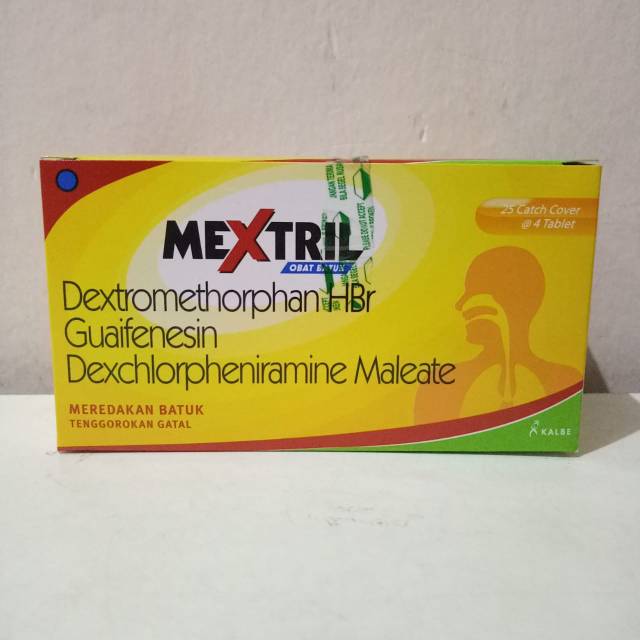 MEXTRIL
OBAT BATUK
25 Catch Cover
@ 4 Tablet
Dextromethorphan HBr
Guaifenesin
Dexchlorpheniramine Maleate
MEREDAKAN BATUK
TENGGOROKAN GATAL
KALBE